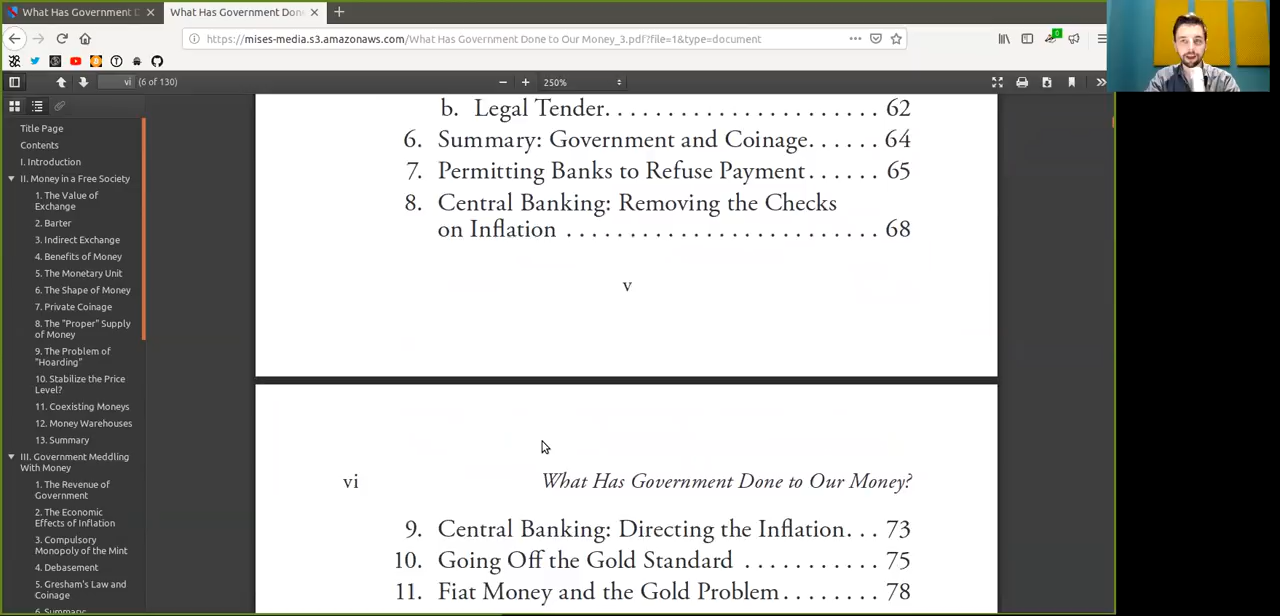 What Has Government D
What Has Government Done
https://mises-media.s3.amazonaws.com/What Has Government Done to Our Money_3.pdf?file=1&type=document
0
vi
(6 of 130)
250%
Title Page
Contents
I. Introduction
II. Money in a Free Society
1. The Value of
Exchange
2. Barter
3. Indirect Exchange
4. Benefits of Money
5. The Monetary Unit
6. The Shape of Money
7. Private Coinage
8. The "Proper" Supply
of Money
9. The Problem of
"Hoarding"
10. Stabilize the Price
Level?
11. Coexisting Moneys
12. Money Warehouses
13. Summary
III. Government Meddling
With Money
1. The Revenue of
Government
2. The Economic
Effects of Inflation
3. Compulsory
Monopoly of the Mint
4. Debasement
5. Gresham's Law and
Coinage
6. Summary:
b. Legal Tender. . . . . . . . . . . . . . . . . . . . . . . 62
6. Summary: Government and Coinage. . . . . . 64
7. Permitting Banks to Refuse Payment . . . . . . 65
8. Central Banking: Removing the Checks
on Inflation . . . . . . . . . . . . . . . . . . . . . . . . . 68
v
vi What Has Government Done to Our Money?
9. Central Banking: Directing the Inflation. . . 73
10. Going Off the Gold Standard . . . . . . . . . . . 75
11. Fiat Money and the Gold Problem . . . . . . . . 78